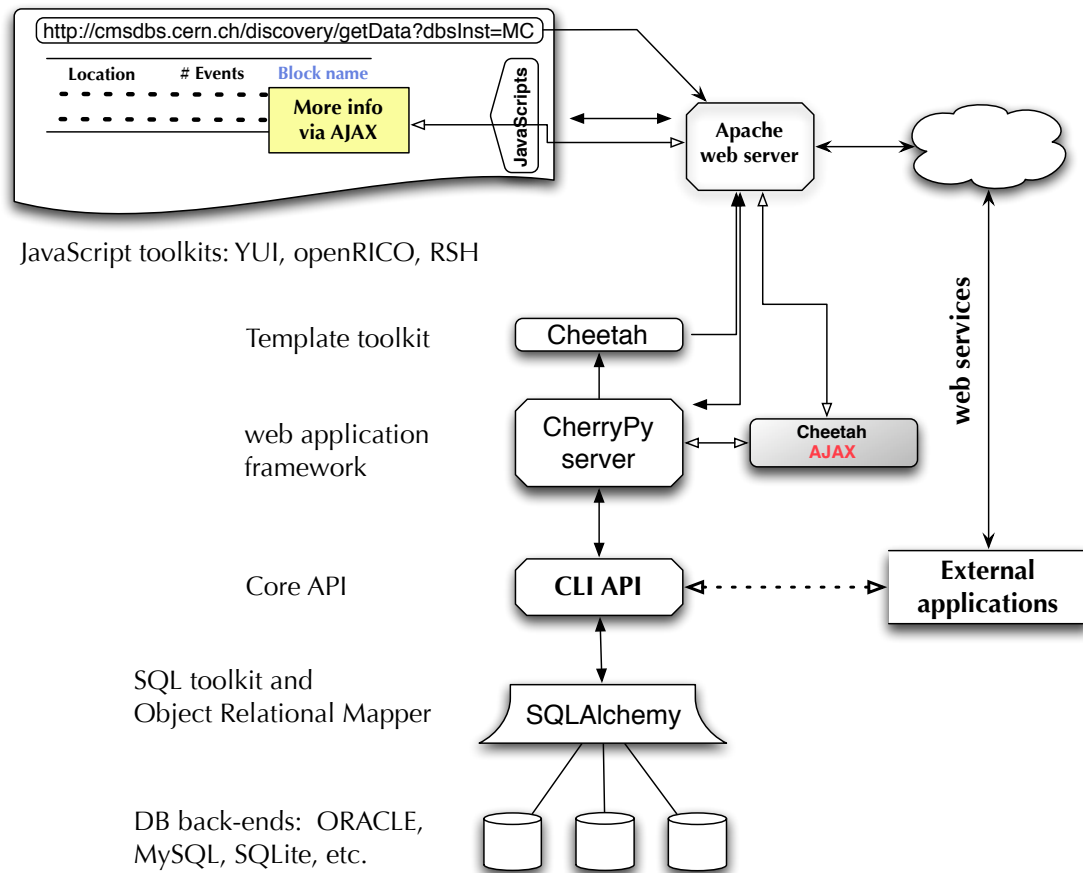 http://cmsdbs.cern.ch/discovery/getData?dbsInst=MC
Location # Events Block name
More info
via AJAX
JavaScripts
Apache
web server
JavaScript toolkits: YUI, openRICO, RSH
web services
Template toolkit
Cheetah
web application
framework
CherryPy
server
Cheetah
AJAX
Core API
CLI API
External
applications
SQL toolkit and
Object Relational Mapper
SQLAlchemy
DB back-ends:  ORACLE,
MySQL, SQLite, etc.